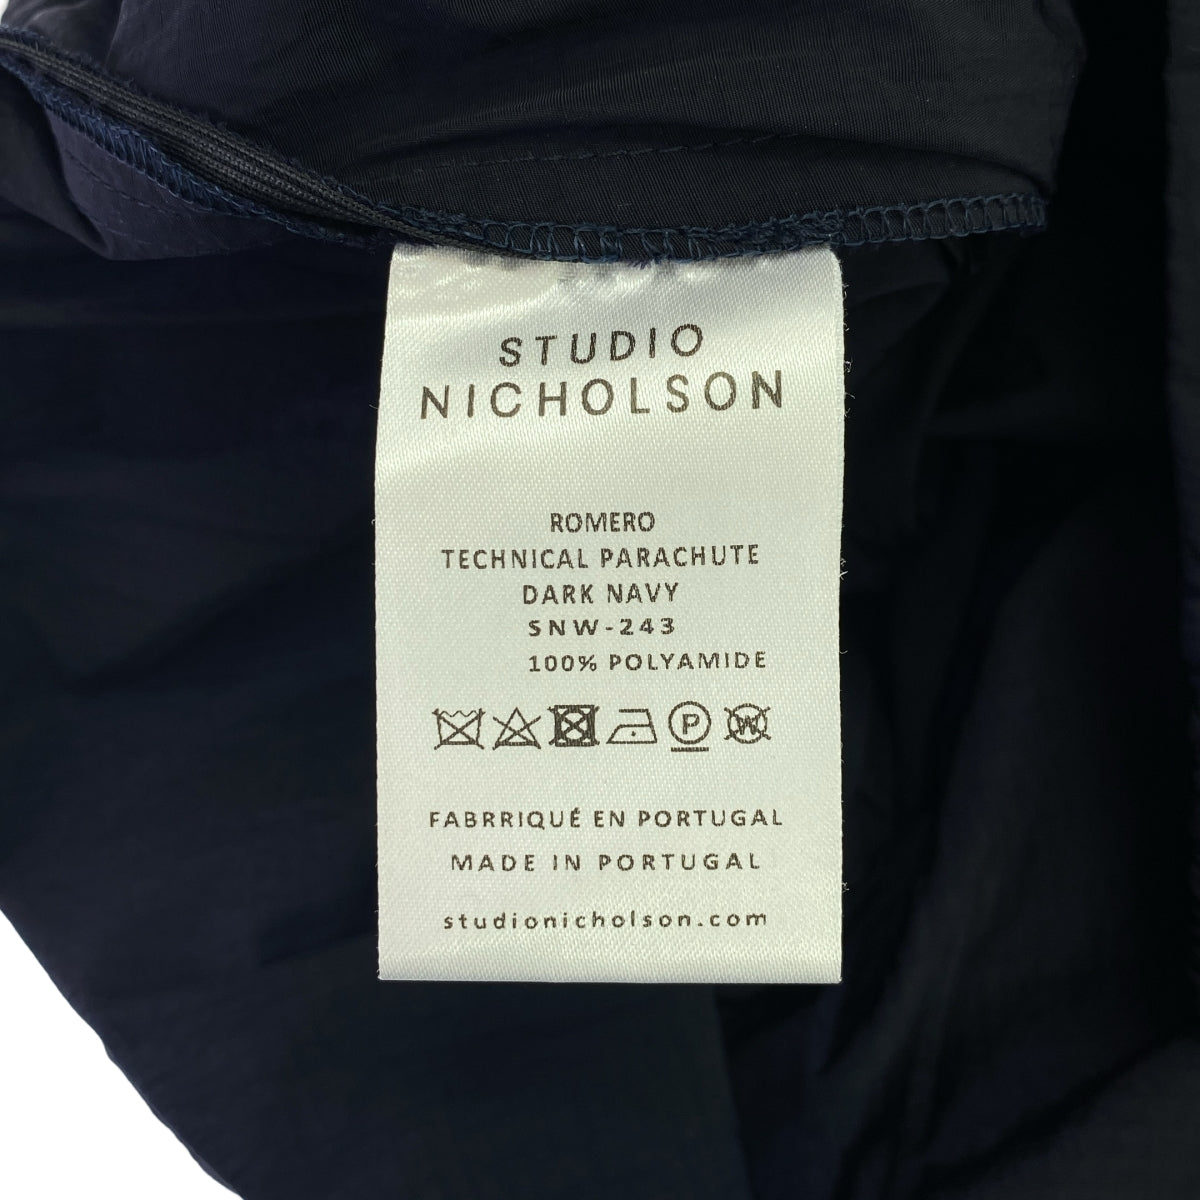 STUDIO
NICHOLSON
ROMERO
TECHNICAL PARACHUTE
DARK NAVY
SNW-243
100% POLYAMIDE
P W
FABRRIQUÉ EN PORTUGAL
MADE IN PORTUGAL
studionicholson.com